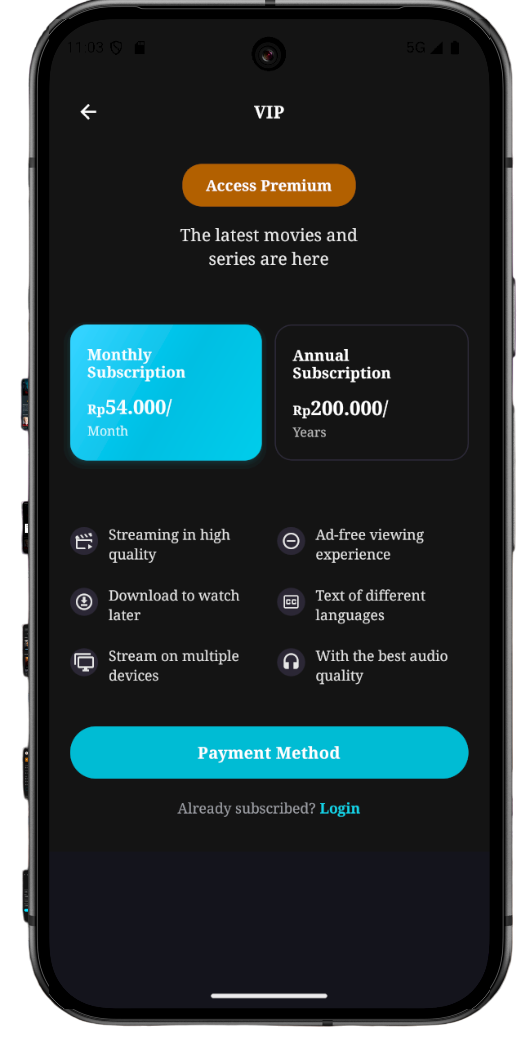 11:03
5G
VIP
Access Premium
The latest movies and
series are here
Monthly
Subscription
Rp54.000/
Month
Annual
Subscription
Rp200.000/
Years
Streaming in high
quality
Ad-free viewing
experience
Download to watch
later
CC
Text of different
languages
Stream on multiple
devices
With the best audio
quality
Payment Method
Already subscribed? Login